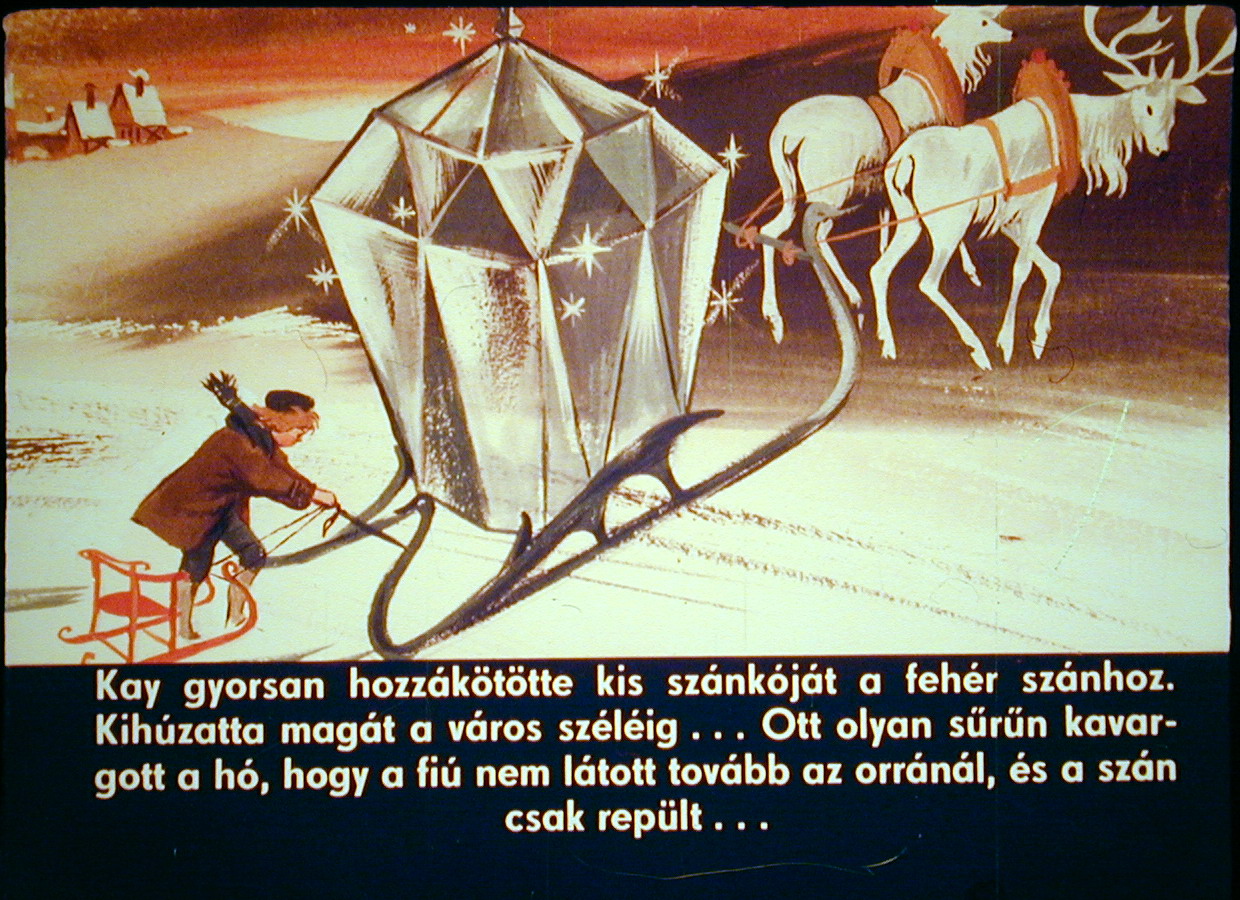 Kay gyorsan hozzákötötte kis szánkóját a fehér szánhoz.
Kihúzatta magát a város széléig . . . Ott olyan sűrűn kavar-
gott a hó, hogy a fiú nem látott tovább az orránál, és a szán
csak repült . . .